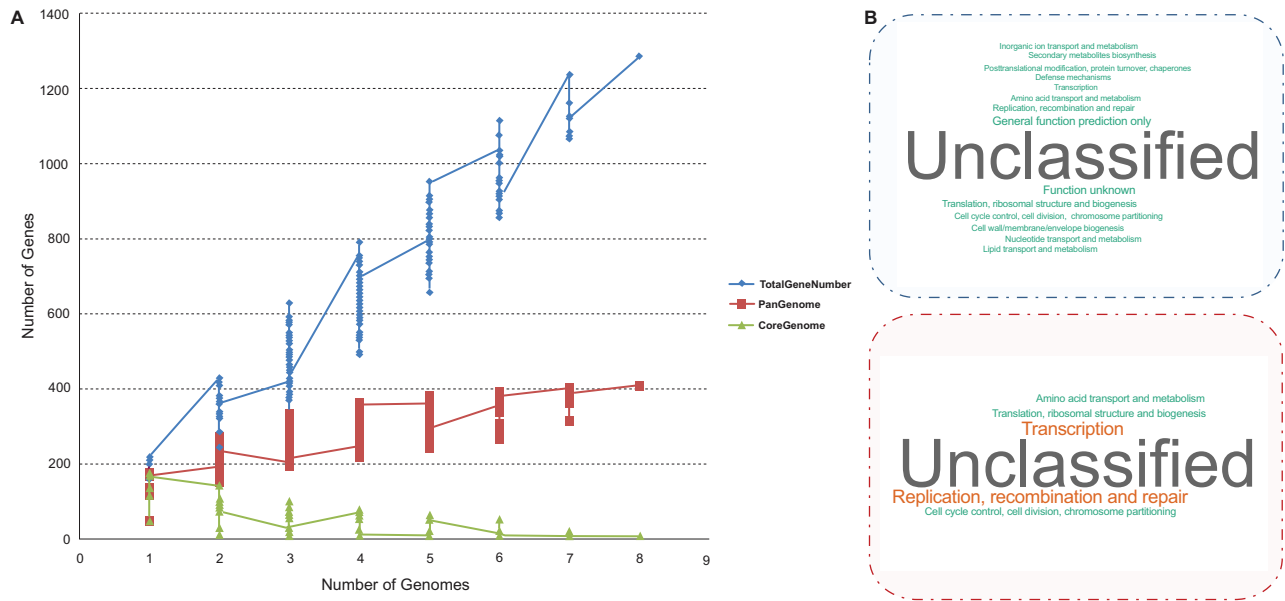 A
1400
1200
1000
800
600
400
200
0
Number of Genes
0 1 2 3 4 5 6 7 8 9
Number of Genomes
TotalGeneNumber
PanGenome
CoreGenome
B
Inorganic ion transport and metabolism
Secondary metabolites biosynthesis
Posttranslational modification, protein turnover, chaperones
Defense mechanisms
Transcription
Amino acid transport and metabolism
Replication, recombination and repair
General function prediction only
Unclassified
Function unknown
Translation, ribosomal structure and biogenesis
Cell cycle control, cell division, chromosome partitioning
Cell wall/membrane/envelope biogenesis
Nucleotide transport and metabolism
Lipid transport and metabolism
Amino acid transport and metabolism
Translation, ribosomal structure and biogenesis
Transcription
Unclassified
Replication, recombination and repair
Cell cycle control, cell division, chromosome partitioning